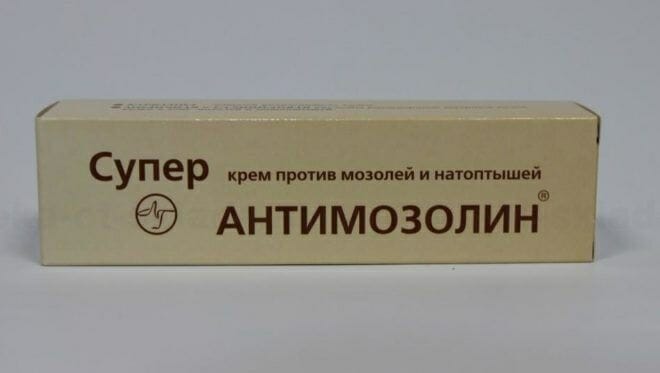 Супер
крем против мозолей и натоптышей
АНТИМОЗОЛИН®